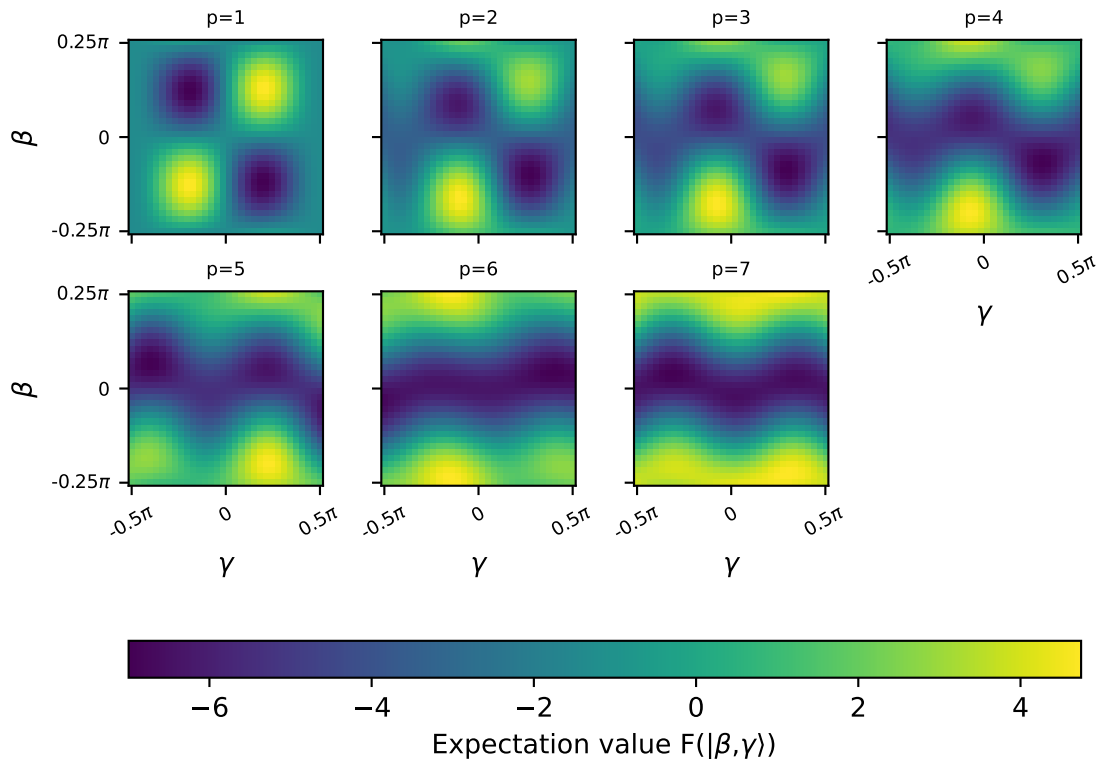 p=1
p=2
p=3
p=4
0.25π
0
-0.25π
β
-0.5π
0
0.5π
γ
p=5
p=6
p=7
0.25π
0
-0.25π
β
-0.5π
0
0.5π
γ
-0.5π
0
0.5π
γ
-0.5π
0
0.5π
γ
−6
−4
−2
0
2
4
Expectation value F(|β,γ⟩)